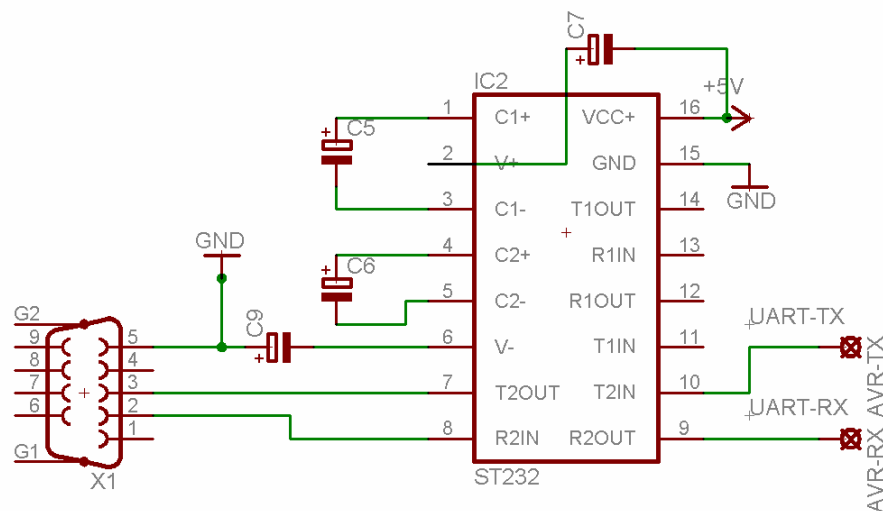 C7
IC2
+5V
1 C1+ VCC+ 16
C5
2 V+ GND 15
3 C1- T1OUT 14
GND
GND
4 C2+ R1IN 13
C6
5 C2- R1OUT 12
G2
C9
UART-TX
9 5
6 V- T1IN 11
8 4
AVR-TX
7 3
7 T2OUT T2IN 10
6 2
UART-RX
1
8 R2IN R2OUT 9
AVR-RX
G1
X1
ST232
+
+
+
+